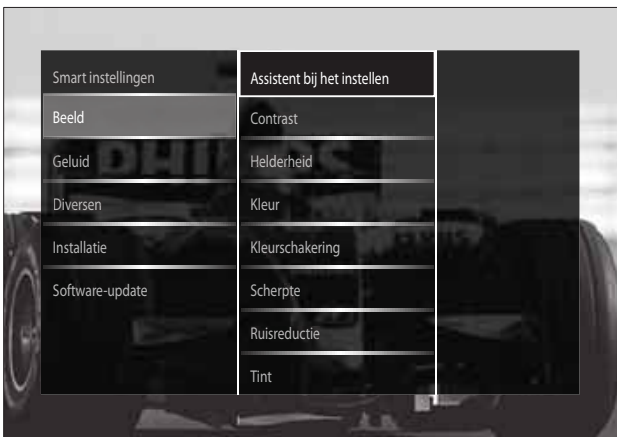 Smart instellingen
Beeld
Geluid
Diversen
Installatie
Software-update
Assistent bij het instellen
Contrast
Helderheid
Kleur
Kleurschakering
Scherpte
Ruisreductie
Tint
PHILIPS